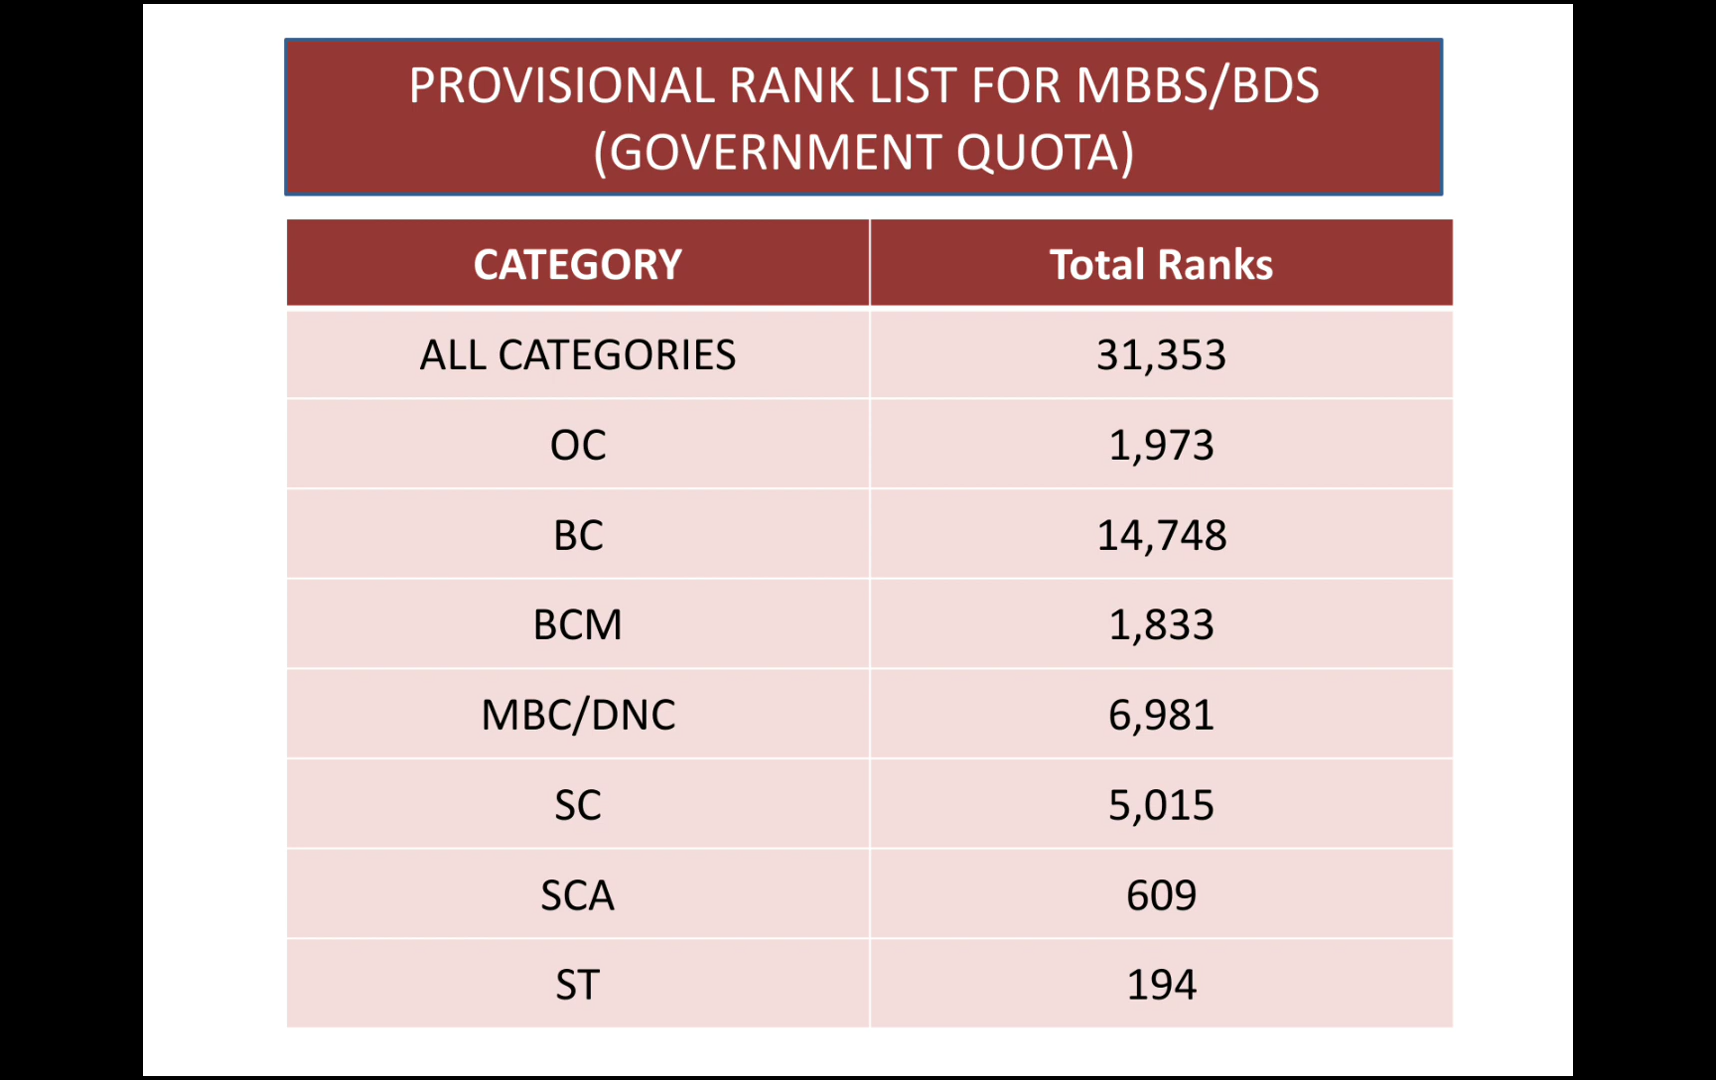 PROVISIONAL RANK LIST FOR MBBS/BDS
(GOVERNMENT QUOTA)
CATEGORY Total Ranks
ALL CATEGORIES 31,353
OC 1,973
BC 14,748
BCM 1,833
MBC/DNC 6,981
SC 5,015
SCA 609
ST 194